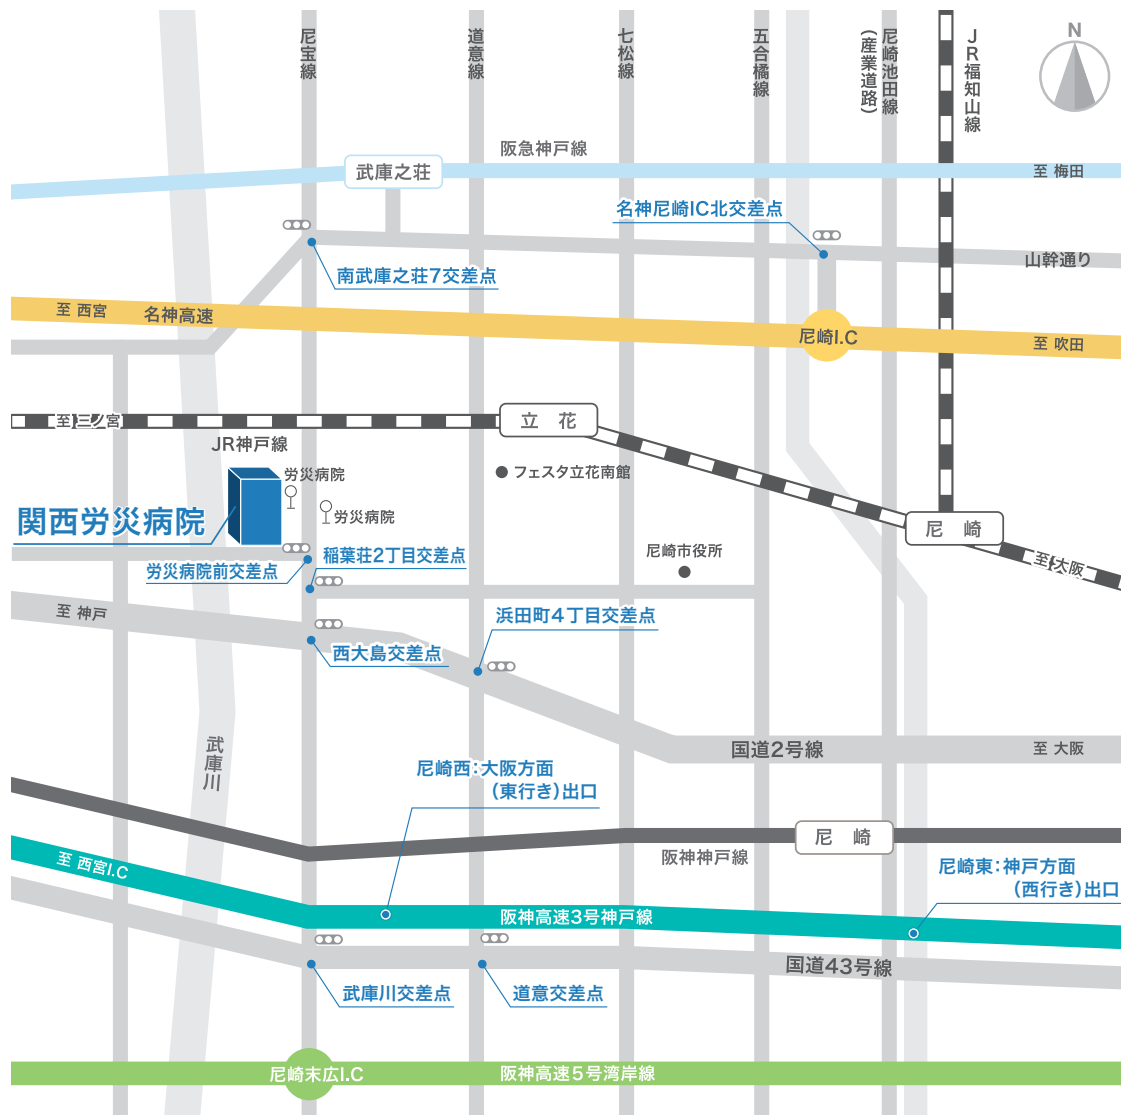 尼宝線
道意線
七松線
五合橘線
尼崎池田線
(産業道路)
JR福知山線
N
阪急神戸線
武庫之荘
至 梅田
名神尼崎IC北交差点
山幹通り
南武庫之荘7交差点
至 西宮
名神高速
尼崎I.C
至 吹田
至 三ノ宮
立 花
JR神戸線
労災病院
フェスタ立花南館
関西労災病院
労災病院
尼 崎
至 大阪
尼崎市役所
稲葉荘2丁目交差点
労災病院前交差点
至 神戸
浜田町4丁目交差点
西大島交差点
武庫川
国道2号線
至 大阪
尼崎西:大阪方面
(東行き)出口
尼 崎
阪神神戸線
至 西宮I.C
尼崎東:神戸方面
(西行き)出口
阪神高速3号神戸線
国道43号線
武庫川交差点
道意交差点
尼崎末広I.C
阪神高速5号湾岸線